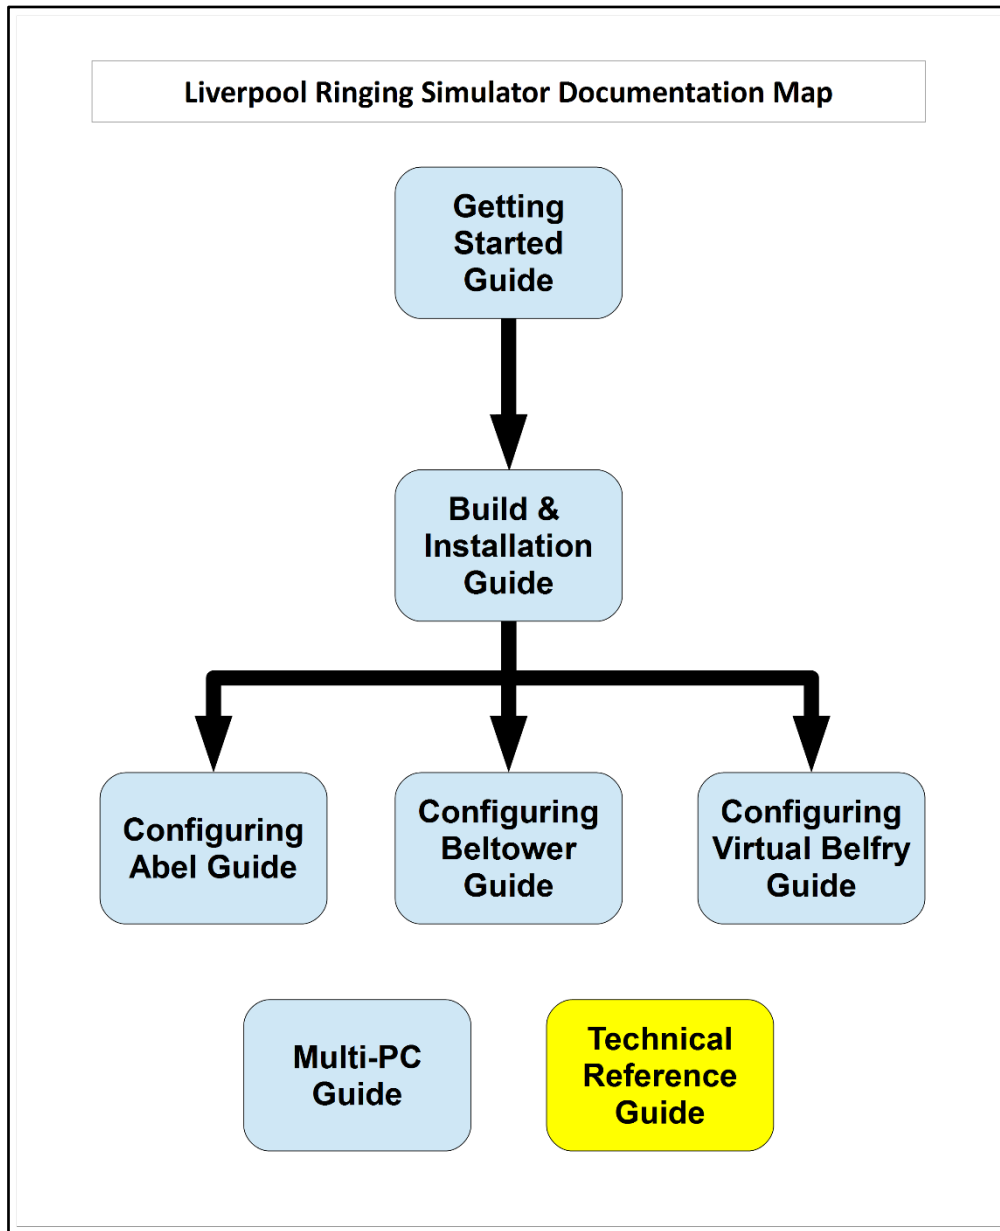 Liverpool Ringing Simulator Documentation Map
Getting
Started
Guide
Build &
Installation
Guide
Configuring
Abel Guide
Configuring
Beltower
Guide
Configuring
Virtual Belfry
Guide
Multi-PC
Guide
Technical
Reference
Guide